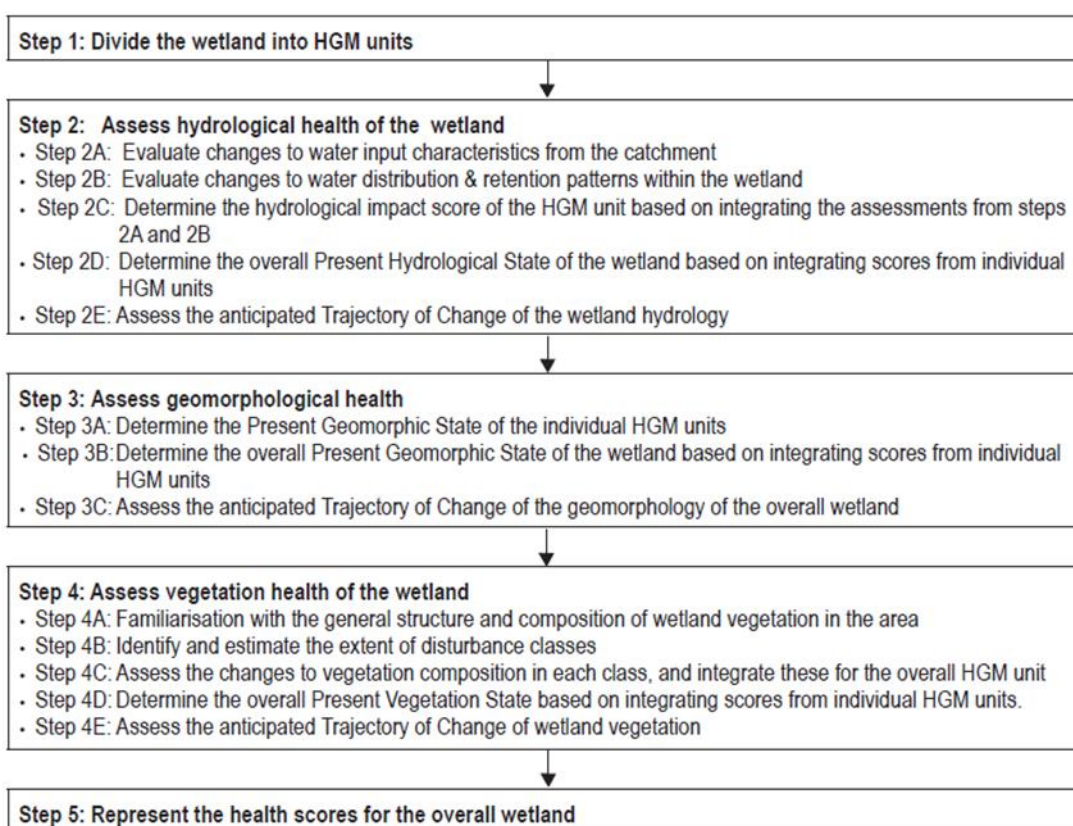 Step 1: Divide the wetland into HGM units
Step 2: Assess hydrological health of the wetland
• Step 2A: Evaluate changes to water input characteristics from the catchment
• Step 2B: Evaluate changes to water distribution & retention patterns within the wetland
• Step 2C: Determine the hydrological impact score of the HGM unit based on integrating the assessments from steps
2A and 2B
• Step 2D: Determine the overall Present Hydrological State of the wetland based on integrating scores from individual
HGM units
• Step 2E: Assess the anticipated Trajectory of Change of the wetland hydrology
Step 3: Assess geomorphological health
• Step 3A: Determine the Present Geomorphic State of the individual HGM units
• Step 3B: Determine the overall Present Geomorphic State of the wetland based on integrating scores from individual
HGM units
• Step 3C: Assess the anticipated Trajectory of Change of the geomorphology of the overall wetland
Step 4: Assess vegetation health of the wetland
• Step 4A: Familiarisation with the general structure and composition of wetland vegetation in the area
• Step 4B: Identify and estimate the extent of disturbance classes
• Step 4C: Assess the changes to vegetation composition in each class, and integrate these for the overall HGM unit
• Step 4D: Determine the overall Present Vegetation State based on integrating scores from individual HGM units.
• Step 4E: Assess the anticipated Trajectory of Change of wetland vegetation
Step 5: Represent the health scores for the overall wetland